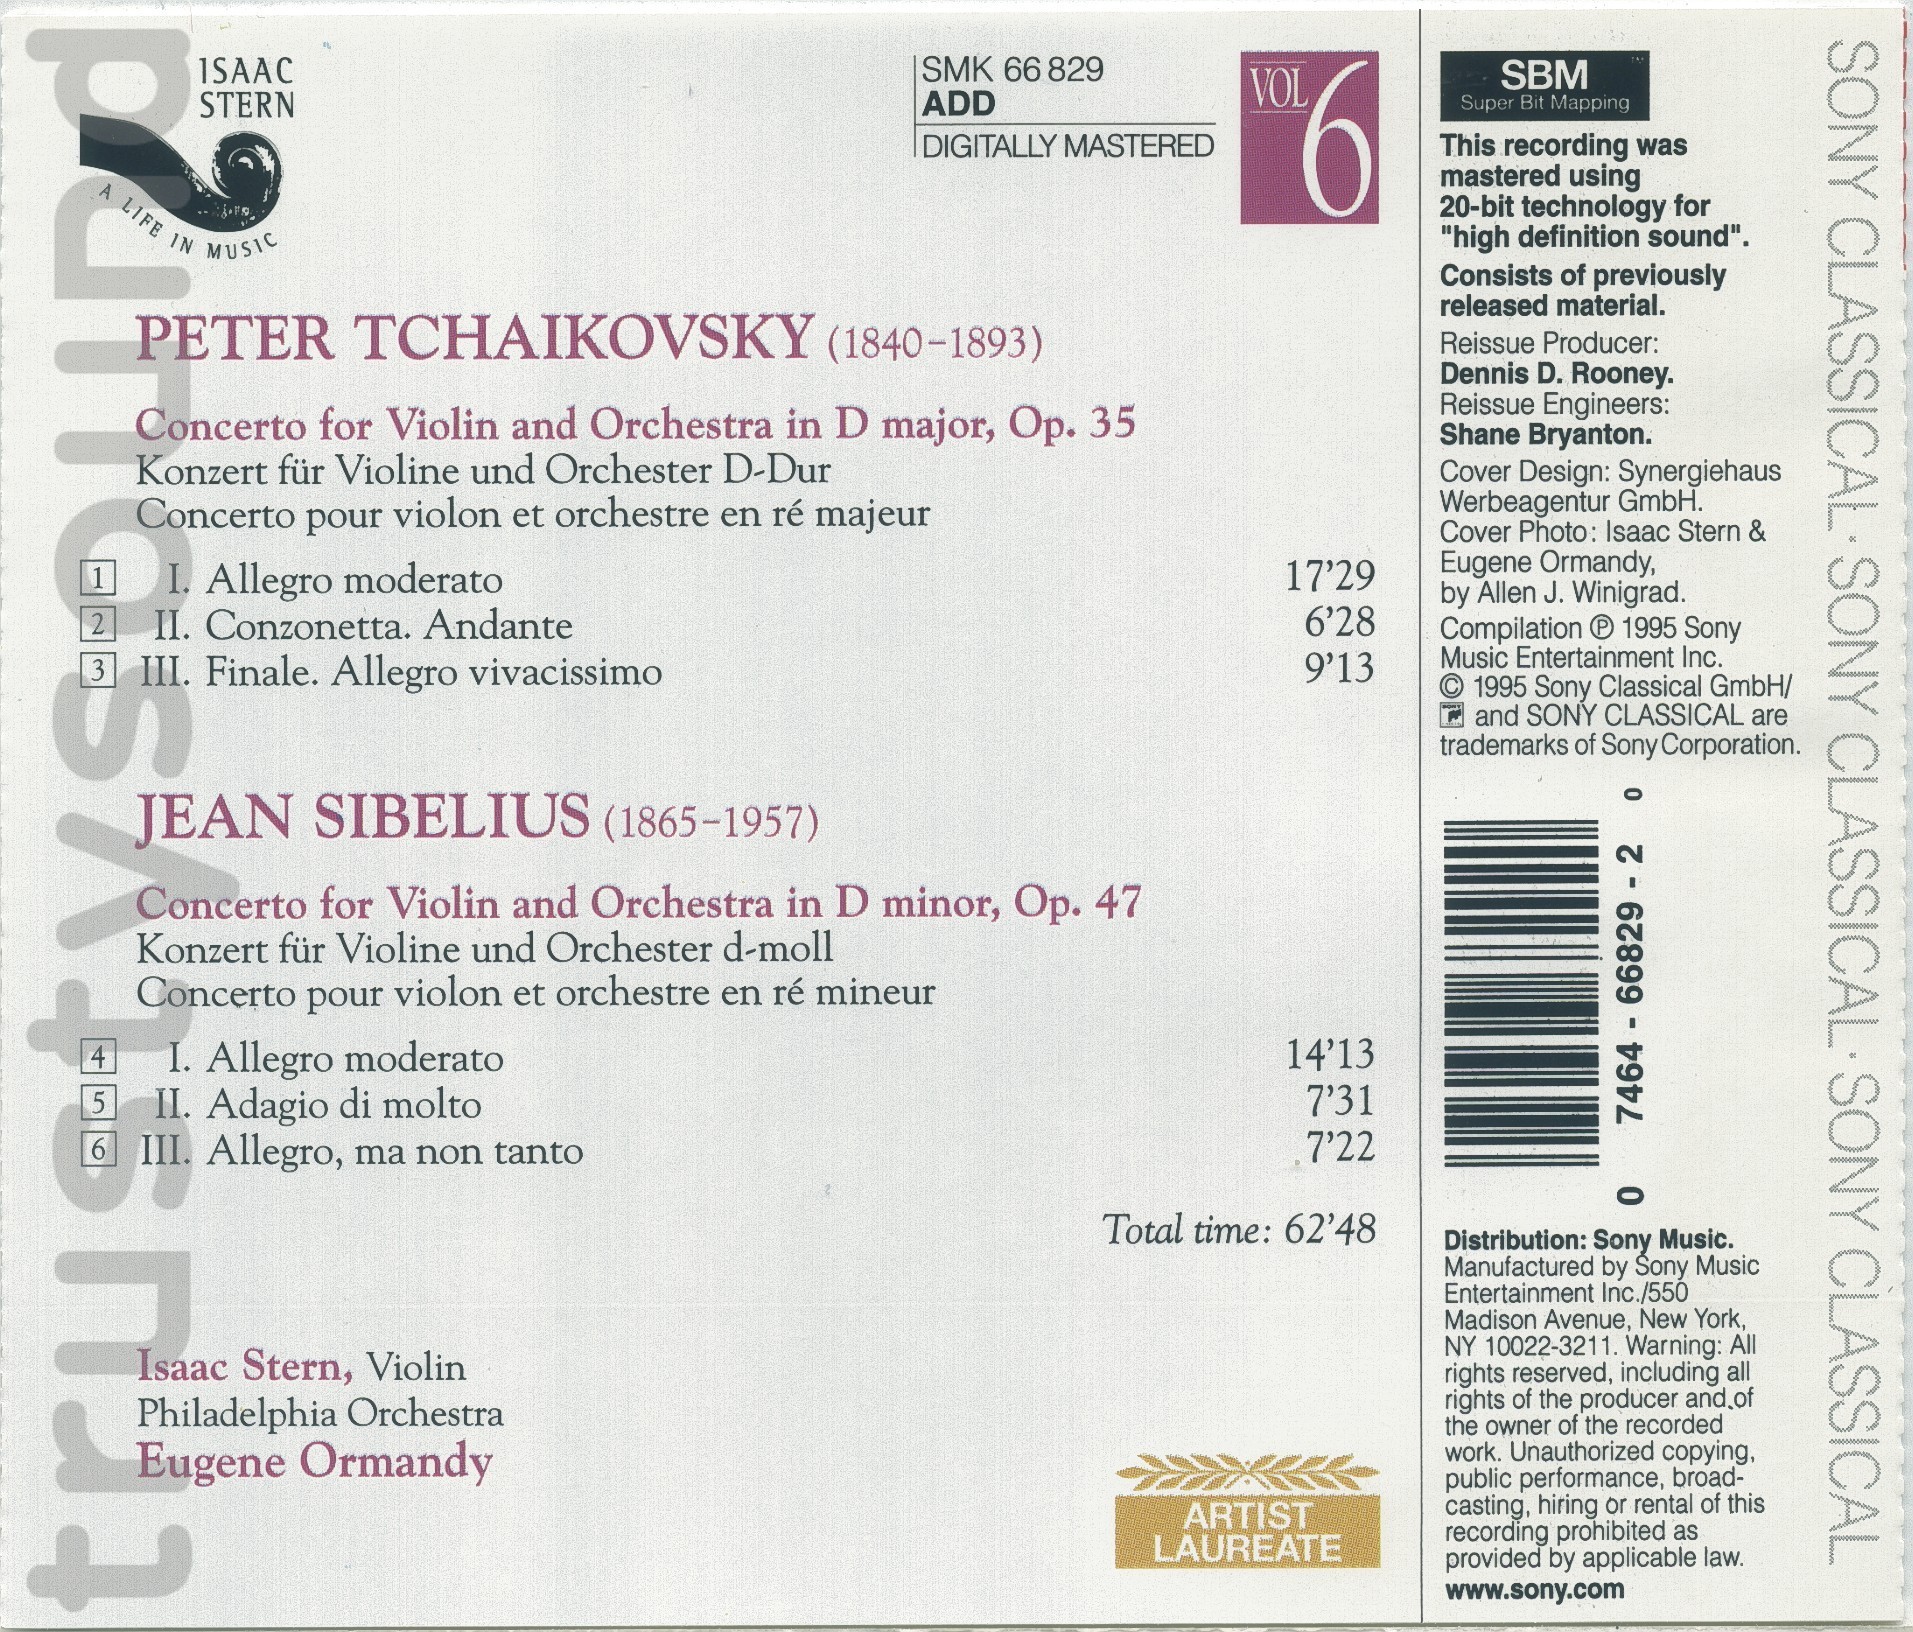 ISAAC
STERN
A LIFE IN MUSIC
SMK 66 829
ADD
DIGITALLY MASTERED
VOL 6
PETER TCHAIKOVSKY (1840–1893)
Concerto for Violin and Orchestra in D major, Op. 35
Konzert für Violine und Orchester D-Dur
Concerto pour violon et orchestre en ré majeur
1 I. Allegro moderato 17’29
2 II. Conzonetta. Andante 6’28
3 III. Finale. Allegro vivacissimo 9’13
JEAN SIBELIUS (1865–1957)
Concerto for Violin and Orchestra in D minor, Op. 47
Konzert für Violine und Orchester d-moll
Concerto pour violon et orchestre en ré mineur
4 I. Allegro moderato 14’13
5 II. Adagio di molto 7’31
6 III. Allegro, ma non tanto 7’22
Total time: 62’48
Isaac Stern, Violin
Philadelphia Orchestra
Eugene Ormandy
ARTIST
LAUREATE
SBM™
Super Bit Mapping
This recording was
mastered using
20-bit technology for
"high definition sound".
Consists of previously
released material.
Reissue Producer:
Dennis D. Rooney.
Reissue Engineers:
Shane Bryanton.
Cover Design: Synergiehaus
Werbeagentur GmbH.
Cover Photo: Isaac Stern &
Eugene Ormandy,
by Allen J. Winigrad.
Compilation ℗ 1995 Sony
Music Entertainment Inc.
© 1995 Sony Classical GmbH/
SONY and SONY CLASSICAL are
trademarks of Sony Corporation.
0 7464-66829-2 0
Distribution: Sony Music.
Manufactured by Sony Music
Entertainment Inc./550
Madison Avenue, New York,
NY 10022-3211. Warning: All
rights reserved, including all
rights of the producer and of
the owner of the recorded
work. Unauthorized copying,
public performance, broad-
casting, hiring or rental of this
recording prohibited as
provided by applicable law.
www.sony.com
SONY CLASSICAL · SONY CLASSICAL · SONY CLASSICAL · SONY CLASSICAL
trustysound